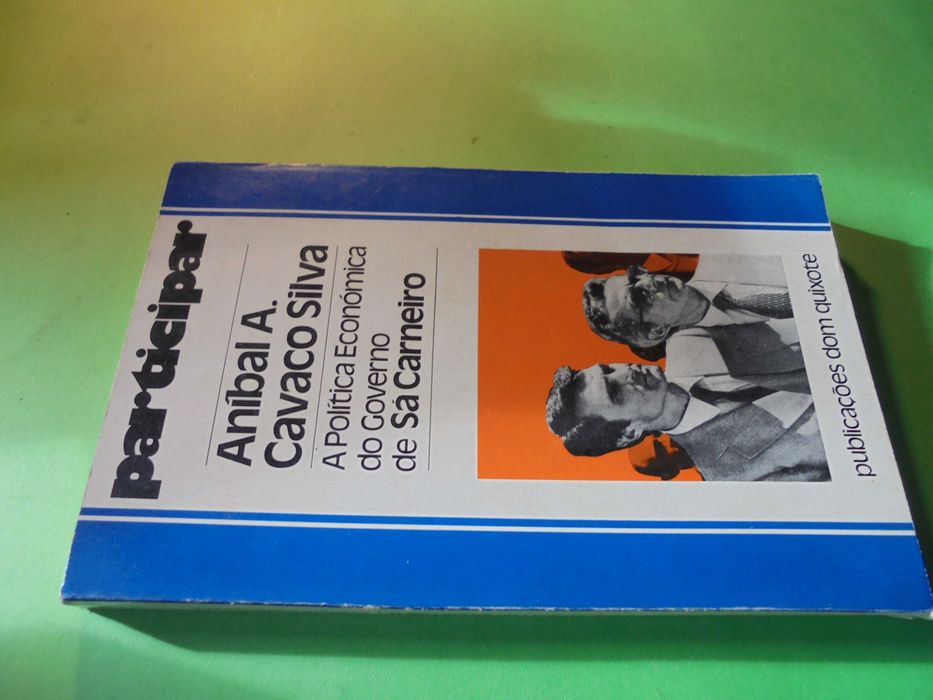 participar
Aníbal A.
Cavaco Silva
A Política Económica
do Governo
de Sá Carneiro
publicações dom quixote